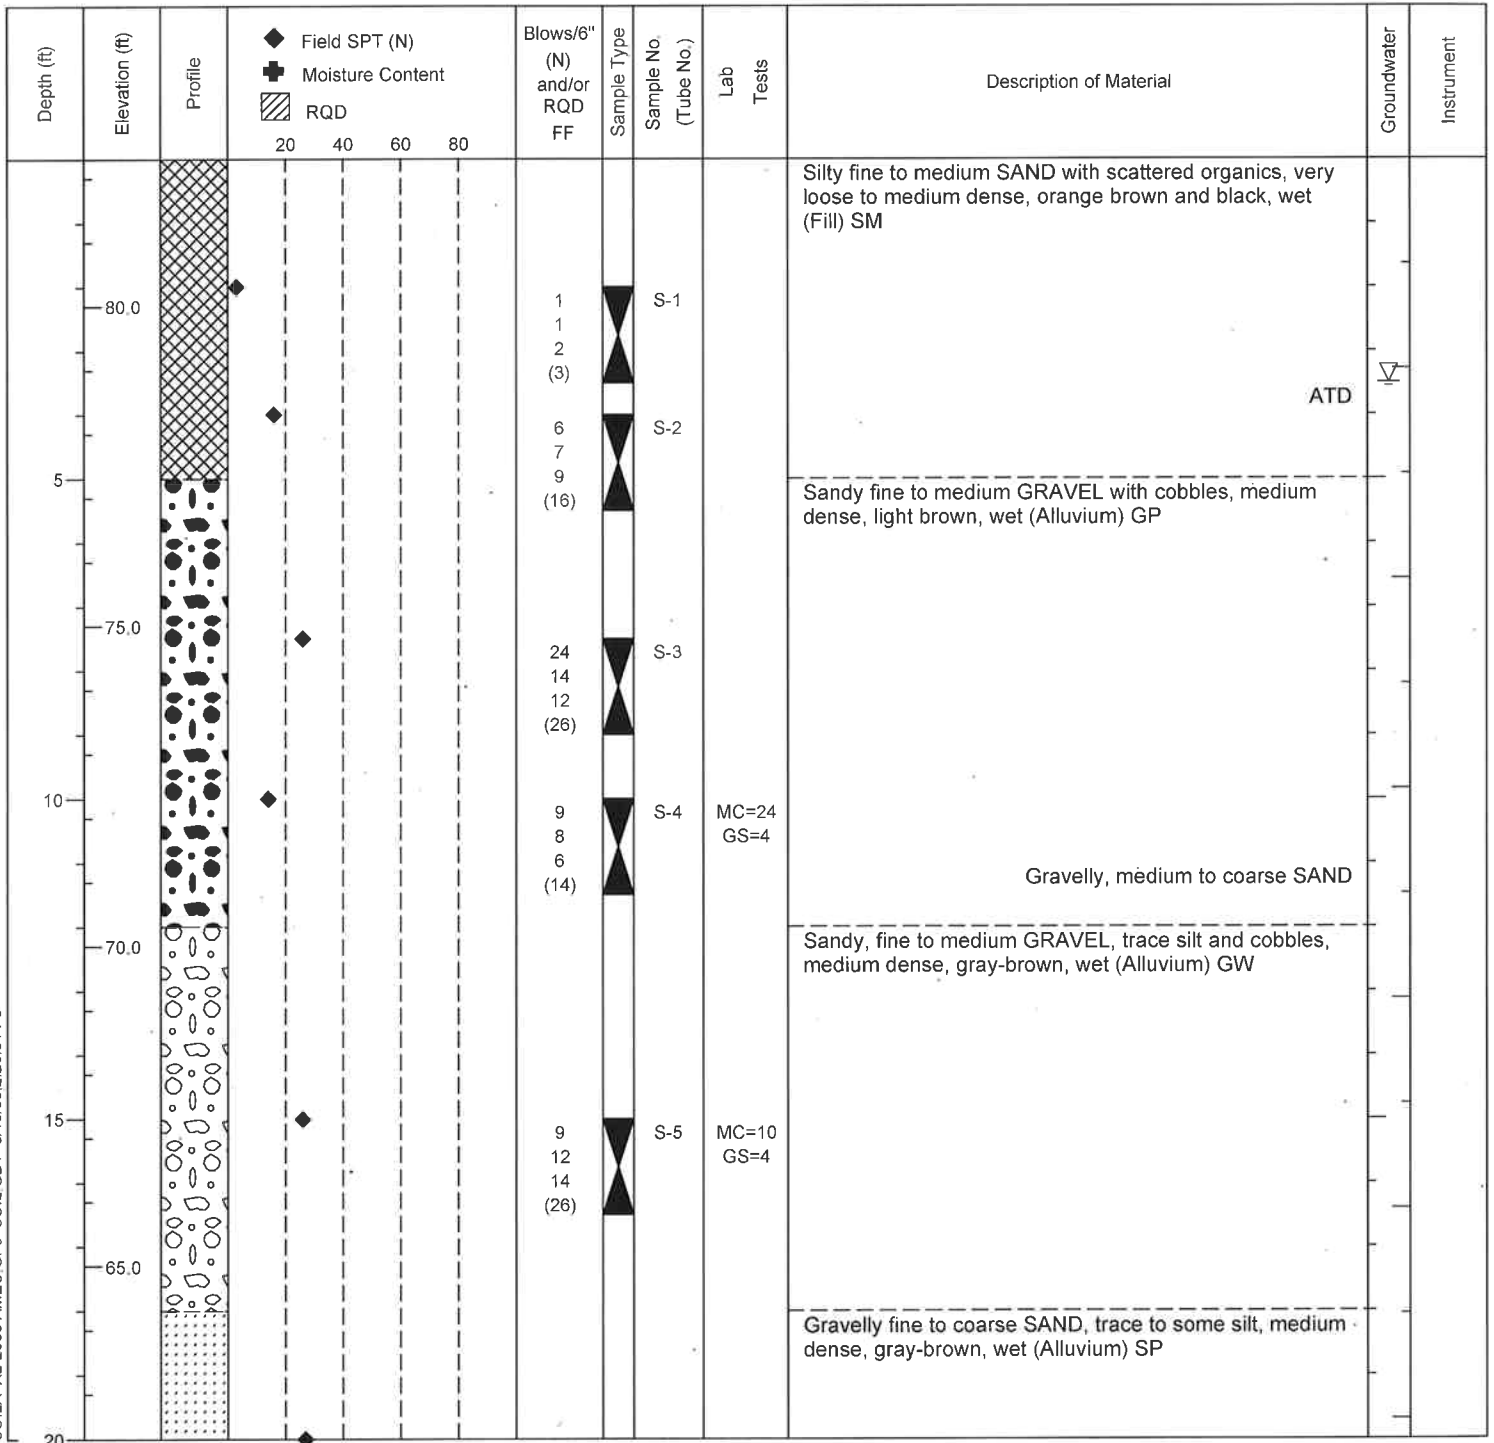 Depth (ft)
Elevation (ft)
Profile
Field SPT (N)
Moisture Content
RQD
20 40 60 80
Blows/6"
(N)
and/or
RQD
FF
Sample Type
Sample No.
(Tube No.)
Lab
Tests
Description of Material
Groundwater
Instrument
Silty fine to medium SAND with scattered organics, very
loose to medium dense, orange brown and black, wet
(Fill) SM
80.0
1
1
2
(3)
S-1
ATD
6
7
9
(16)
S-2
5
Sandy fine to medium GRAVEL with cobbles, medium
dense, light brown, wet (Alluvium) GP
75.0
24
14
12
(26)
S-3
10
9
8
6
(14)
S-4
MC=24
GS=4
Gravelly, medium to coarse SAND
70.0
Sandy, fine to medium GRAVEL, trace silt and cobbles,
medium dense, gray-brown, wet (Alluvium) GW
15
9
12
14
(26)
S-5
MC=10
GS=4
65.0
Gravelly fine to coarse SAND, trace to some silt, medium
dense, gray-brown, wet (Alluvium) SP
20